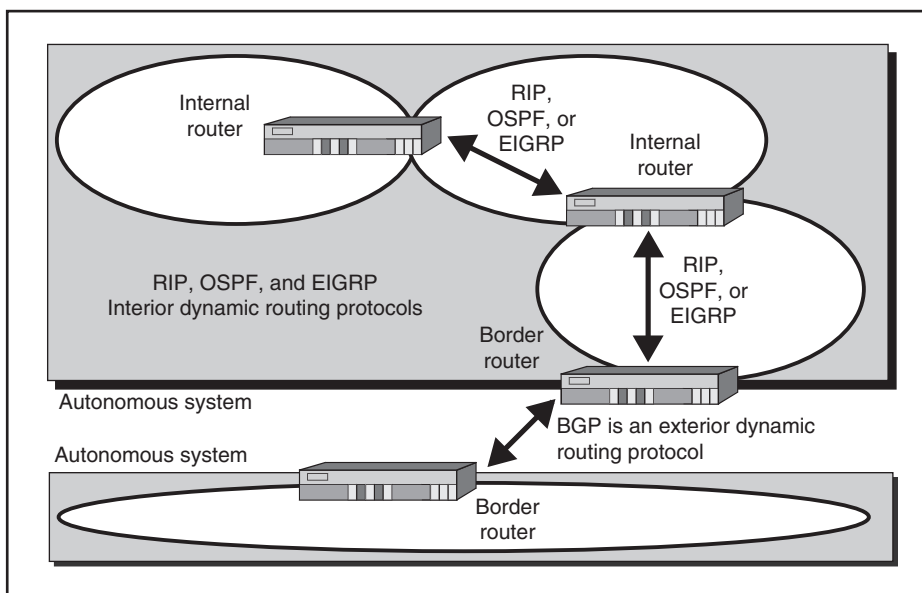 Internal
router
RIP,
OSPF, or
EIGRP
Internal
router
RIP, OSPF, and EIGRP
Interior dynamic routing protocols
RIP,
OSPF, or
EIGRP
Border
router
Autonomous system
BGP is an exterior dynamic
routing protocol
Autonomous system
Border
router